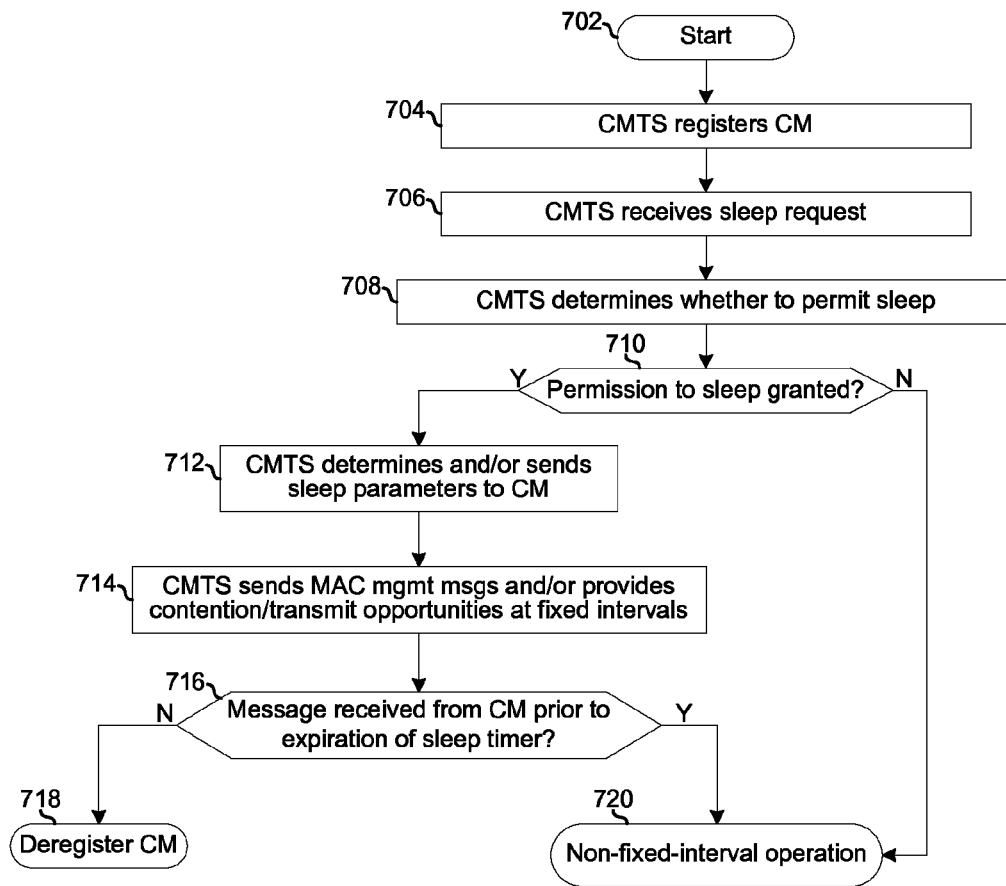 702
Start
704
CMTS registers CM
706
CMTS receives sleep request
708
CMTS determines whether to permit sleep
710
Y
Permission to sleep granted?
N
712
CMTS determines and/or sends
sleep parameters to CM
714
CMTS sends MAC mgmt msgs and/or provides
contention/transmit opportunities at fixed intervals
716
N
Message received from CM prior to
expiration of sleep timer?
Y
718
Deregister CM
720
Non-fixed-interval operation